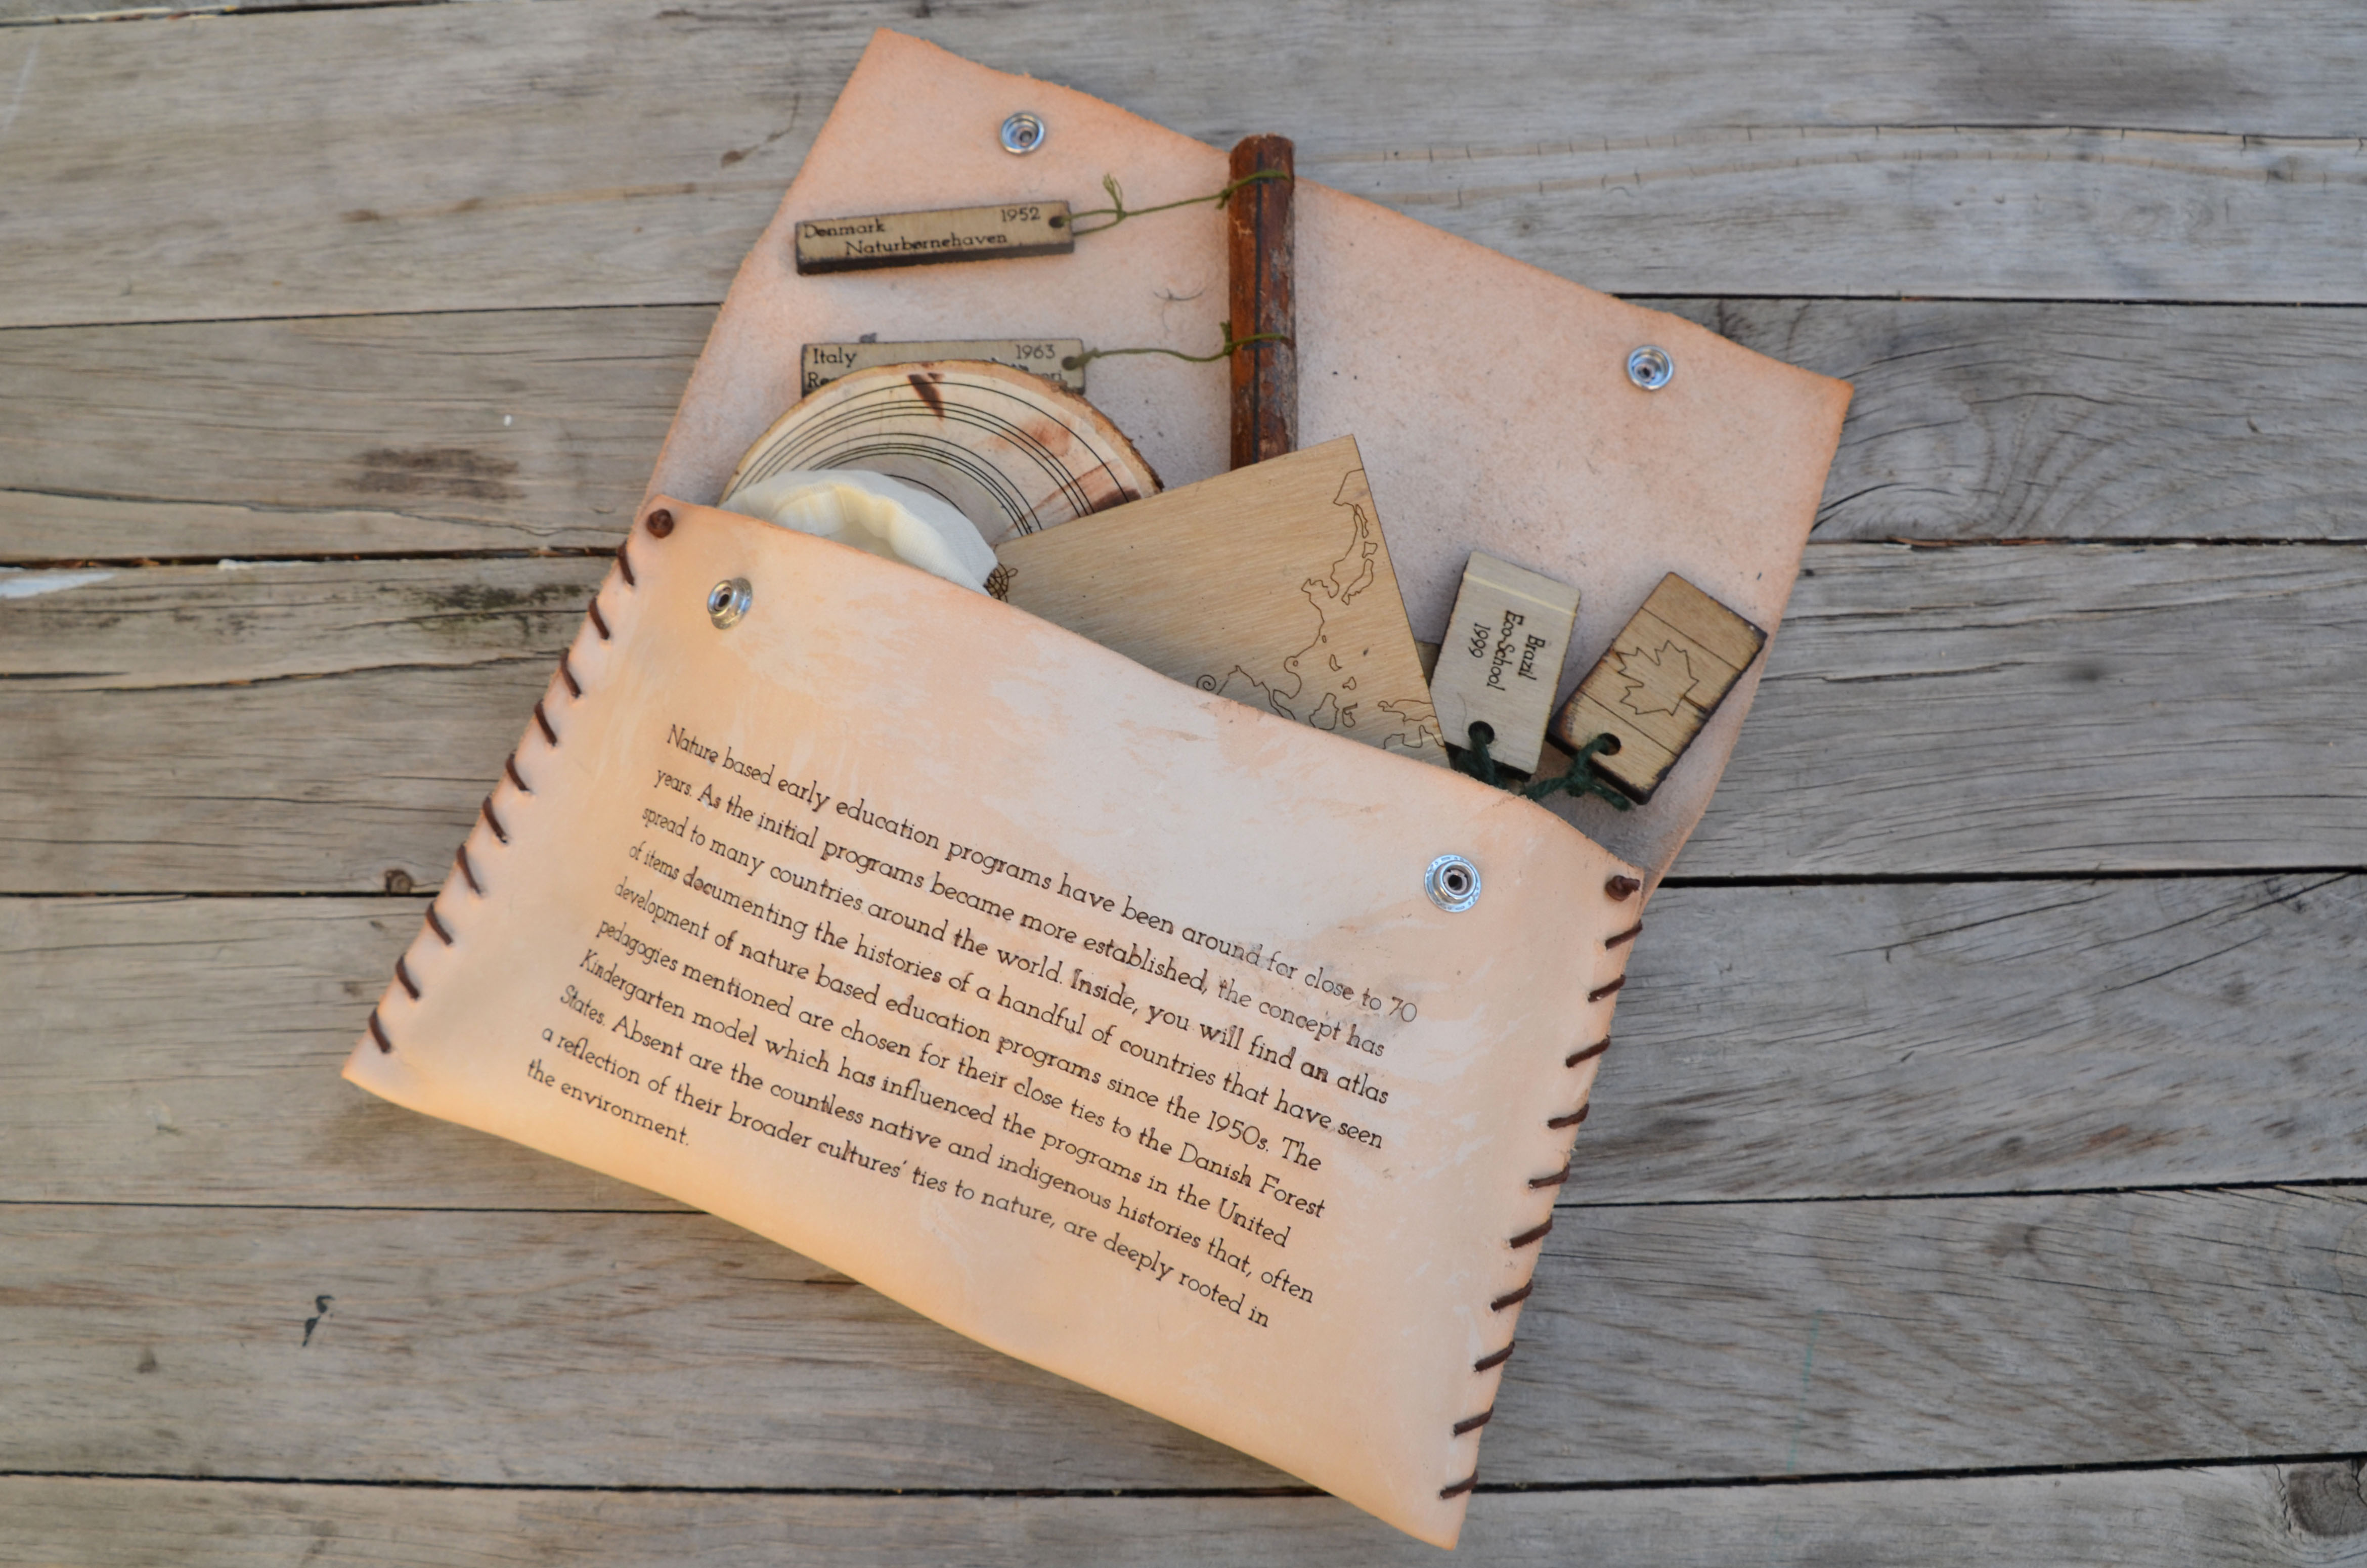 Denmark 1952
Naturbørnehaven
Italy 1963
Brazil
Eco-School
1999
Nature based early education programs have been around for close to 70
years. As the initial programs became more established, the concept has
spread to many countries around the world. Inside, you will find an atlas
of items documenting the histories of a handful of countries that have seen
development of nature based education programs since the 1950s. The
pedagogies mentioned are chosen for their close ties to the Danish Forest
Kindergarten model which has influenced the programs in the United
States. Absent are the countless native and indigenous histories that, often
a reflection of their broader cultures' ties to nature, are deeply rooted in
the environment.